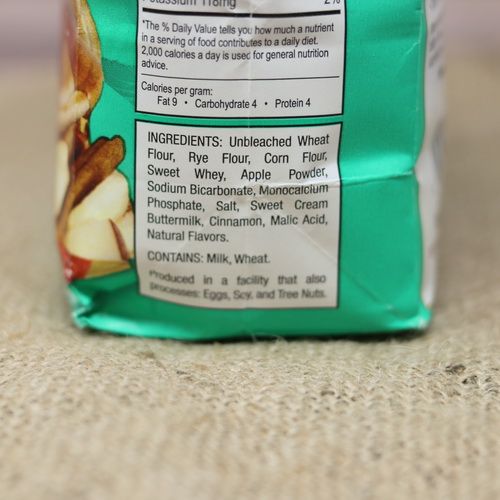 Potassium 118mg 2%
*The % Daily Value tells you how much a nutrient
in a serving of food contributes to a daily diet.
2,000 calories a day is used for general nutrition
advice.
Calories per gram:
Fat 9 • Carbohydrate 4 • Protein 4
INGREDIENTS: Unbleached Wheat
Flour, Rye Flour, Corn Flour,
Sweet Whey, Apple Powder,
Sodium Bicarbonate, Monocalcium
Phosphate, Salt, Sweet Cream
Buttermilk, Cinnamon, Malic Acid,
Natural Flavors.
CONTAINS: Milk, Wheat.
Produced in a facility that also
processes: Eggs, Soy, and Tree Nuts.